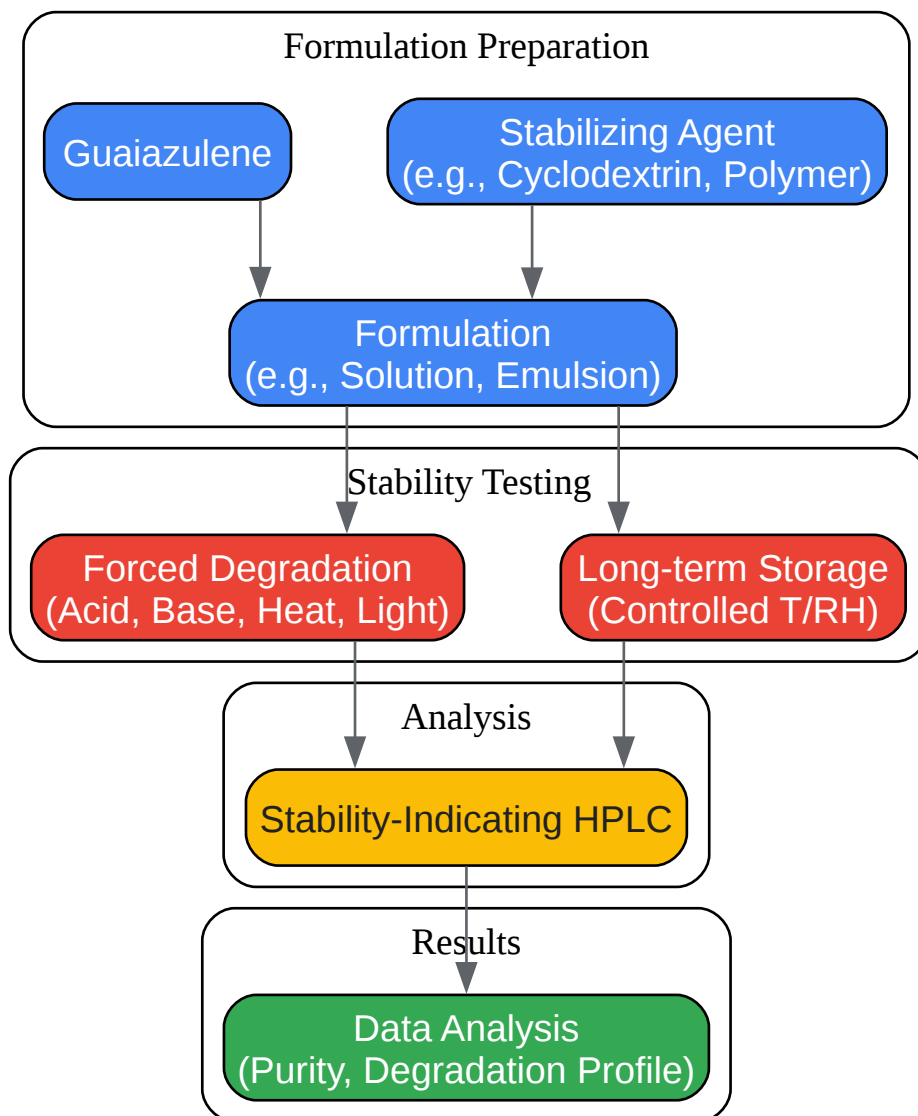 Formulation Preparation
Guaiazulene
Stabilizing Agent
(e.g., Cyclodextrin, Polymer)
Formulation
(e.g., Solution, Emulsion)
Stability Testing
Forced Degradation
(Acid, Base, Heat, Light)
Long-term Storage
(Controlled T/RH)
Analysis
Stability-Indicating HPLC
Results
Data Analysis
(Purity, Degradation Profile)